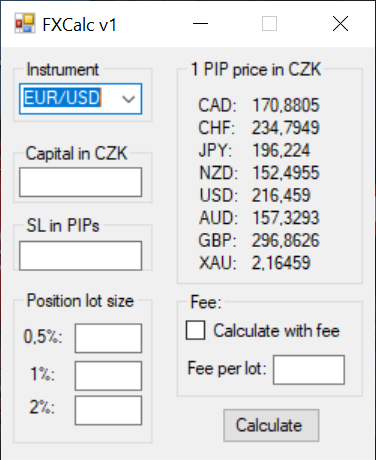 FXCalc v1
Instrument
EUR/USD
Capital in CZK
SL in PIPs
Position lot size
0,5%:
1%:
2%:
1 PIP price in CZK
CAD: 170,8805
CHF: 234,7949
JPY: 196,224
NZD: 152,4955
USD: 216,459
AUD: 157,3293
GBP: 296,8626
XAU: 2,16459
Fee:
Calculate with fee
Fee per lot:
Calculate